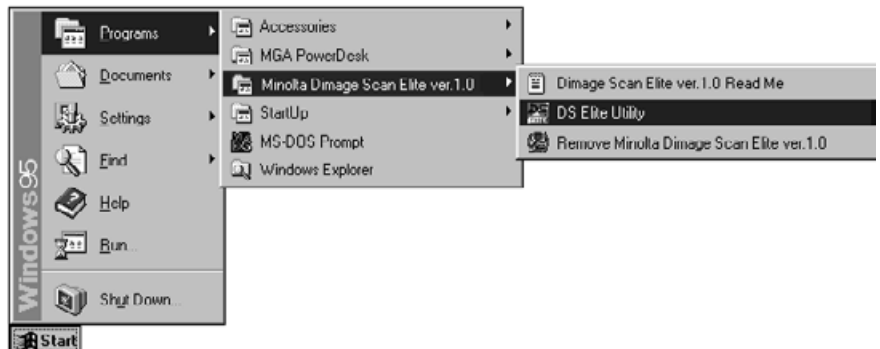 Programs
Documents
Settings
Find
Help
Run...
Shut Down...
Windows95
Start
Accessories
MGA PowerDesk
Minolta Dimage Scan Elite ver.1.0
StartUp
MS-DOS Prompt
Windows Explorer
Dimage Scan Elite ver.1.0 Read Me
DS Elite Utility
Remove Minolta Dimage Scan Elite ver.1.0